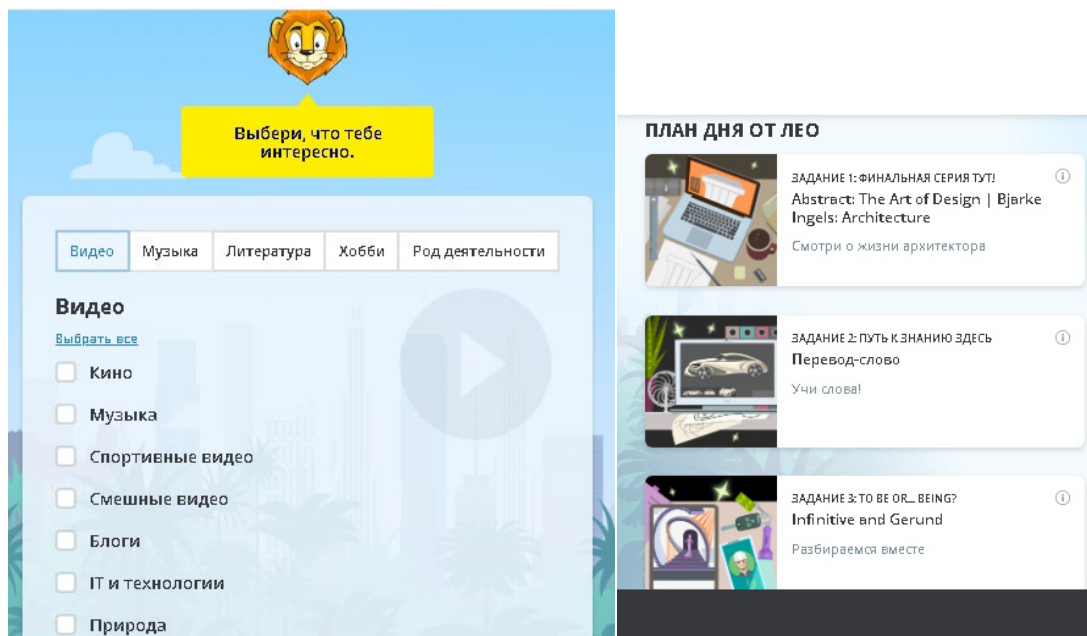 Выбери, что тебе
интересно.
Видео
Музыка
Литература
Хобби
Род деятельности
Видео
Выбрать все
Кино
Музыка
Спортивные видео
Смешные видео
Блоги
IT и технологии
Природа
ПЛАН ДНЯ ОТ ЛЕО
ЗАДАНИЕ 1: ФИНАЛЬНАЯ СЕРИЯ ТУТ!
Abstract: The Art of Design | Bjarke
Ingels: Architecture
Смотри о жизни архитектора
ЗАДАНИЕ 2: ПУТЬ К ЗНАНИЮ ЗДЕСЬ
Перевод-слово
Учи слова!
ЗАДАНИЕ 3: TO BE OR... BEING?
Infinitive and Gerund
Разбираемся вместе